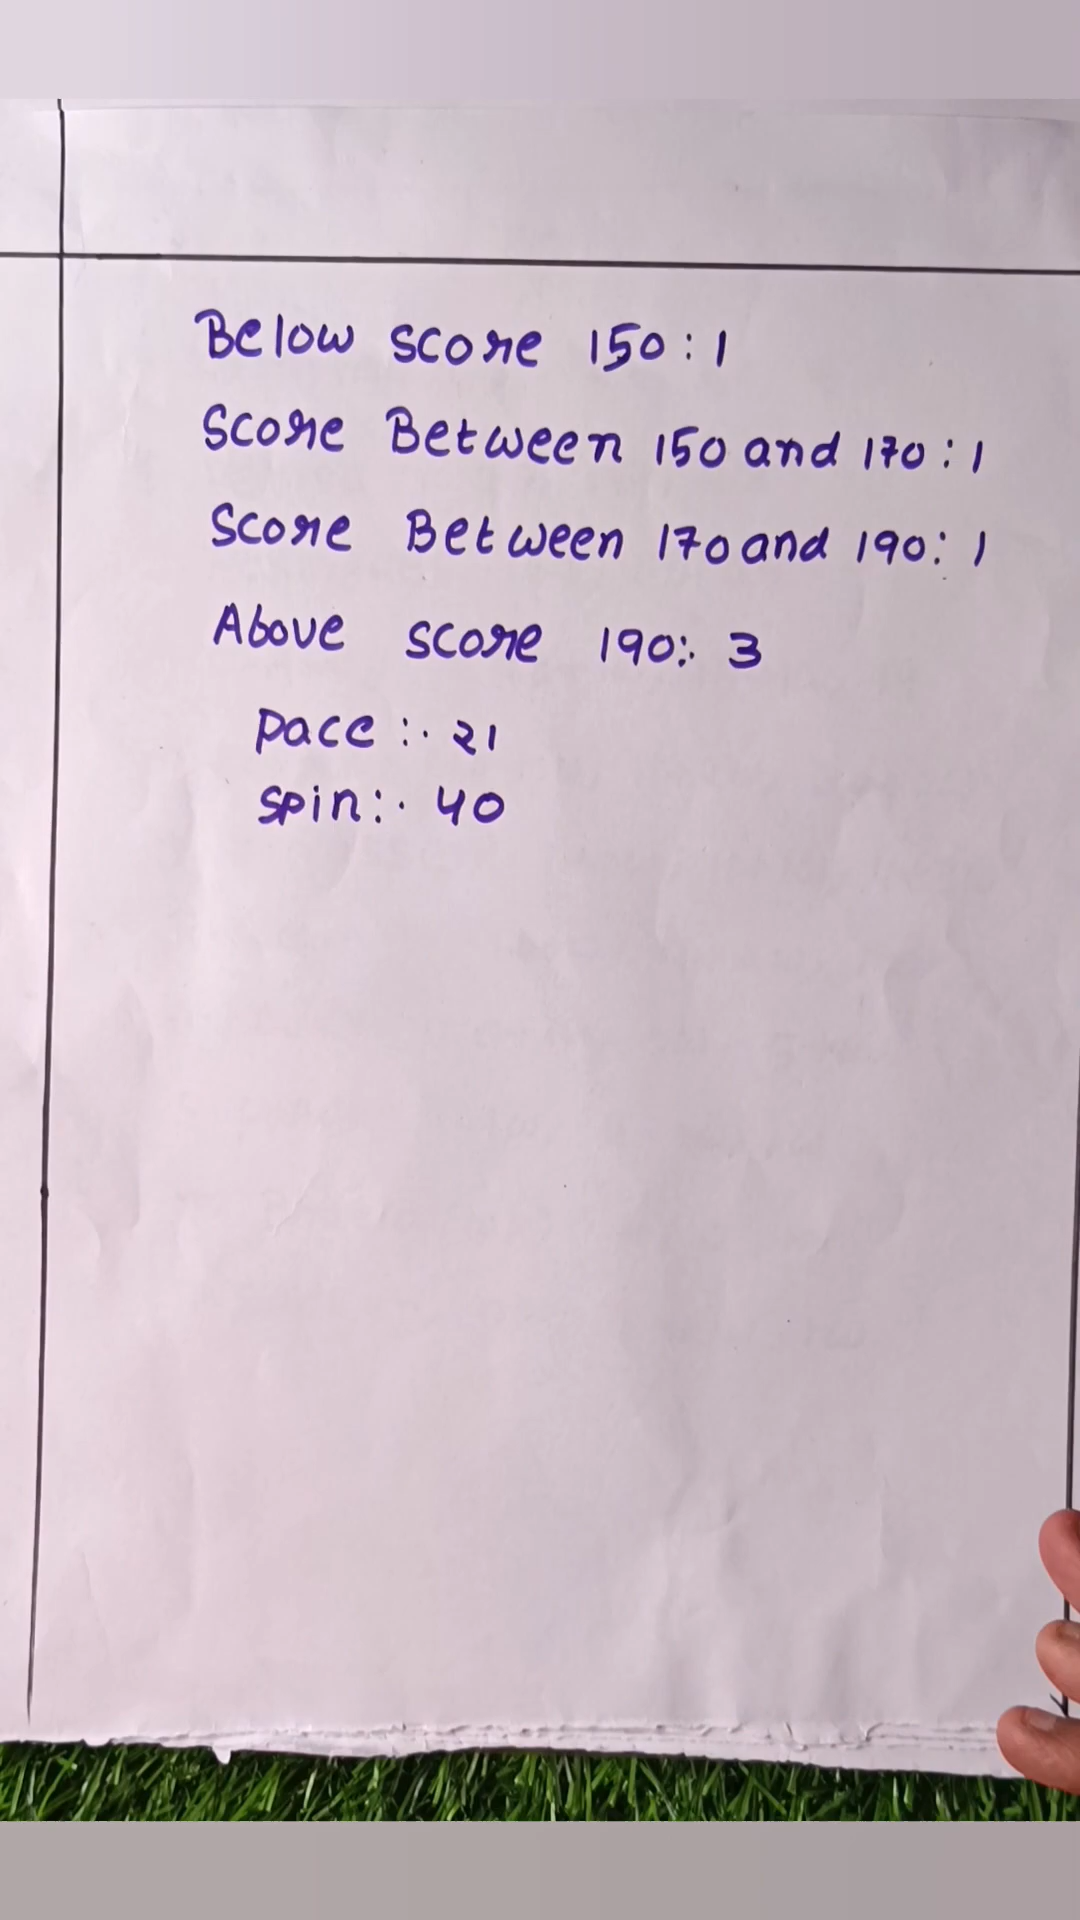 Below score 150 : 1
Score Between 150 and 170 : 1
Score Between 170 and 190 : 1
Above score 190 : 3
pace : 21
spin : 40